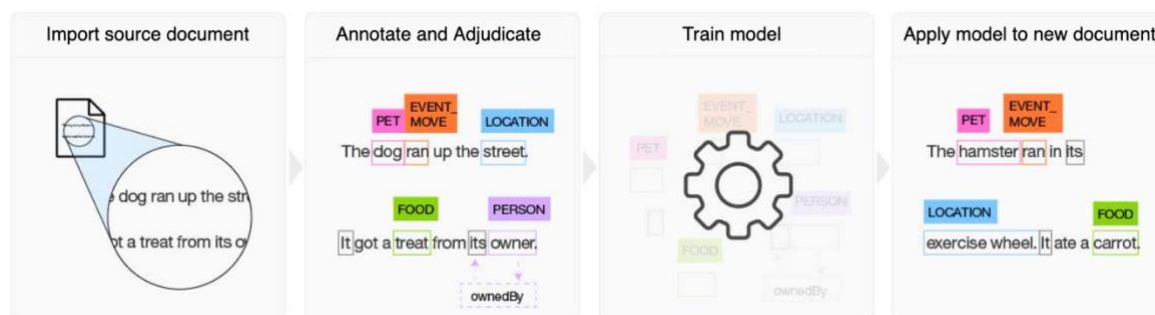 Import source document
e dog ran up the stre
ot a treat from its ow
Annotate and Adjudicate
PET EVENT_ MOVE LOCATION
The dog ran up the street.
FOOD PERSON
It got a treat from its owner.
ownedBy
Train model
EVENT_ MOVE LOCATION
PET
PERSON
FOOD
ownedBy
Apply model to new document
PET EVENT_ MOVE
The hamster ran in its
LOCATION FOOD
exercise wheel. It ate a carrot.